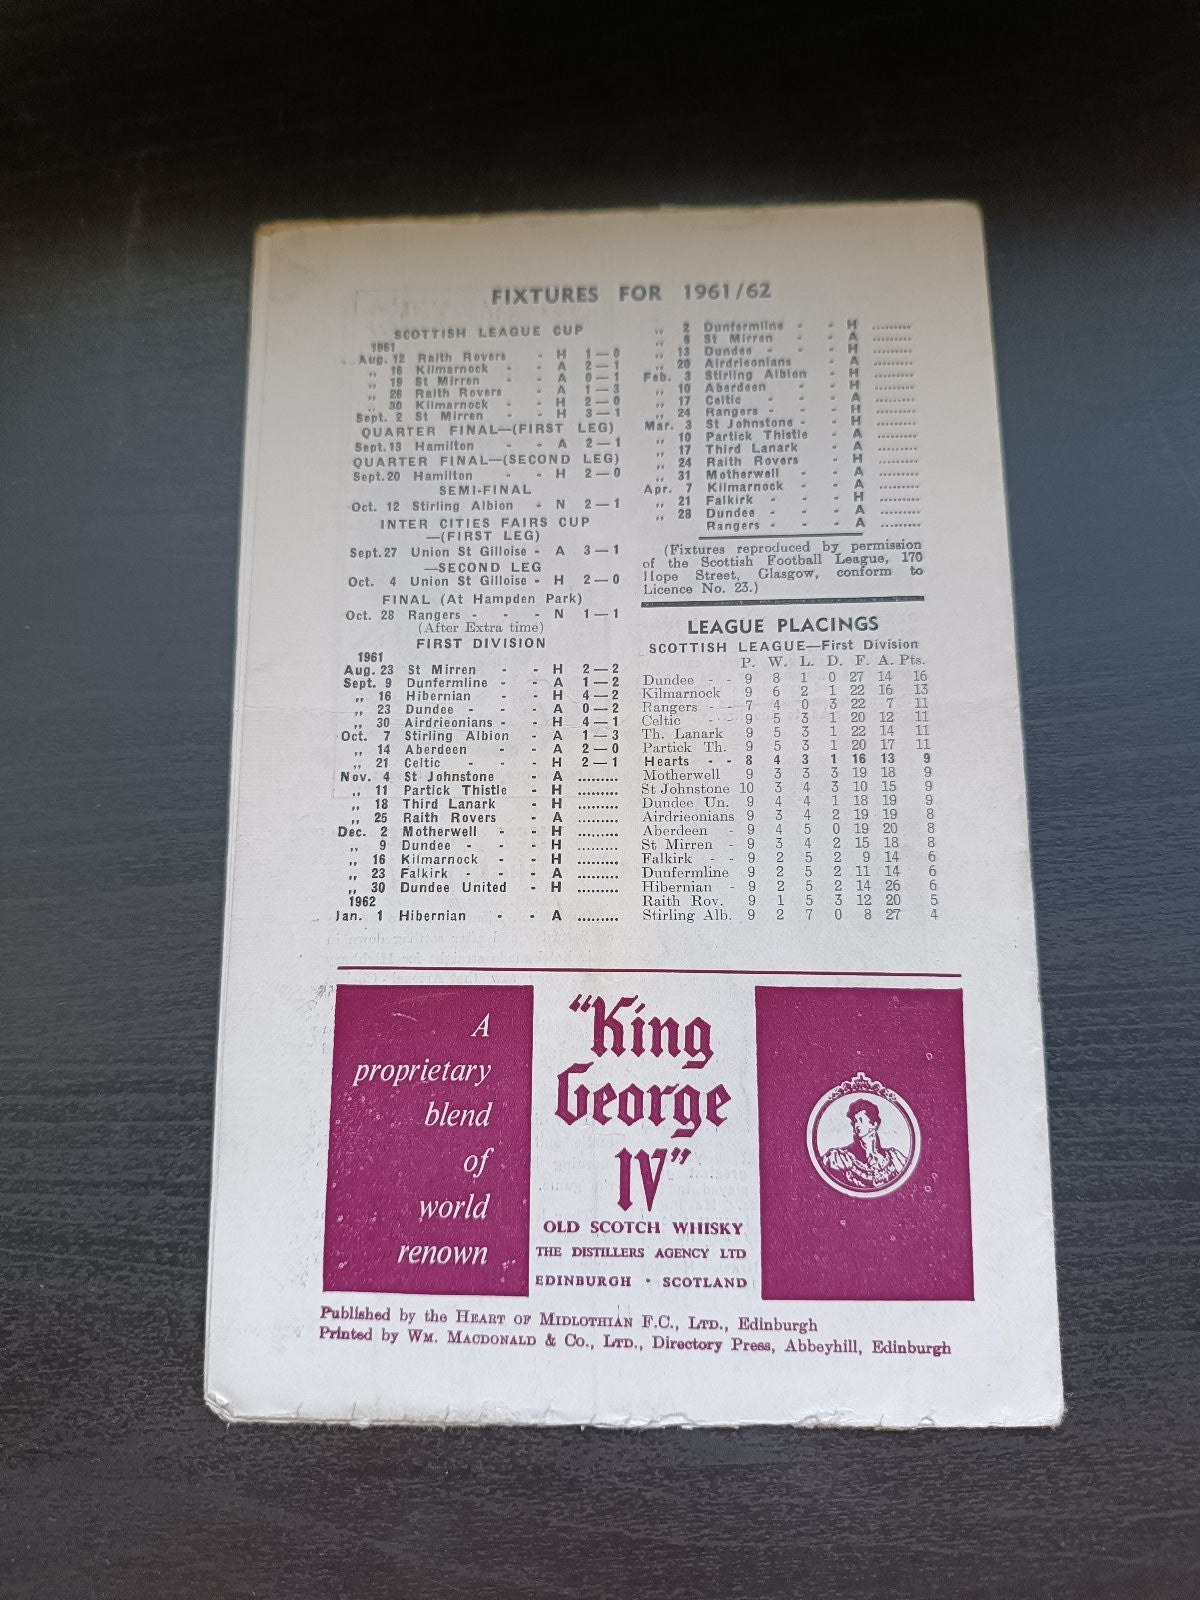 FIXTURES FOR 1961/62
SCOTTISH LEAGUE CUP
1961
Aug. 12 Raith Rovers - H 1—0
,, 16 Kilmarnock - - A 2—1
,, 19 St Mirren - - A 0—1
,, 26 Raith Rovers - A 1—3
,, 30 Kilmarnock - - H 2—0
Sept. 2 St Mirren - - H 3—1
QUARTER FINAL—(FIRST LEG)
Sept. 13 Hamilton - - A 2—1
QUARTER FINAL—(SECOND LEG)
Sept. 20 Hamilton - - H 2—0
SEMI-FINAL
Oct. 12 Stirling Albion - N 2—1
INTER CITIES FAIRS CUP
—(FIRST LEG)
Sept. 27 Union St Gilloise - A 3—1
—SECOND LEG
Oct. 4 Union St Gilloise - H 2—0
FINAL (At Hampden Park)
Oct. 28 Rangers - - - N 1—1
(After Extra time)
FIRST DIVISION
1961
Aug. 23 St Mirren - - H 2—2
Sept. 9 Dunfermline - - A 1—2
,, 16 Hibernian - - H 4—2
,, 23 Dundee - - - A 0—2
,, 30 Airdrieonians - - H 4—1
Oct. 7 Stirling Albion - A 1—3
,, 14 Aberdeen - - A 2—0
,, 21 Celtic - - - H 2—1
Nov. 4 St Johnstone - A .........
,, 11 Partick Thistle - H .........
,, 18 Third Lanark - H .........
,, 25 Raith Rovers - A .........
Dec. 2 Motherwell - - H .........
,, 9 Dundee - - - H .........
,, 16 Kilmarnock - - H .........
,, 23 Falkirk - - - A .........
,, 30 Dundee United - H .........
1962
Jan. 1 Hibernian - - A .........
,, 2 Dunfermline - - H .........
,, 6 St Mirren - - A .........
,, 13 Dundee - - H .........
,, 20 Airdrieonians - A .........
Feb. 3 Stirling Albion - H .........
,, 10 Aberdeen - - H .........
,, 17 Celtic - - - A .........
,, 24 Rangers - - - H .........
Mar. 3 St Johnstone - - H .........
,, 10 Partick Thistle - A .........
,, 17 Third Lanark - A .........
,, 24 Raith Rovers - H .........
,, 31 Motherwell - - A .........
Apr. 7 Kilmarnock - - A .........
,, 21 Falkirk - - - H .........
,, 28 Dundee - - - A .........
Rangers - - - A .........
(Fixtures reproduced by permission
of the Scottish Football League, 170
Hope Street, Glasgow, conform to
Licence No. 23.)
LEAGUE PLACINGS
SCOTTISH LEAGUE—First Division
P. W. L. D. F. A. Pts.
Dundee - - 9 8 1 0 27 14 16
Kilmarnock 9 6 2 1 22 16 13
Rangers - - 7 4 0 3 22 7 11
Celtic - - 9 5 3 1 20 12 11
Th. Lanark 9 5 3 1 22 14 11
Partick Th. 9 5 3 1 20 17 11
Hearts - - 8 4 3 1 16 13 9
Motherwell 9 3 3 3 19 18 9
St Johnstone 10 3 4 3 10 15 9
Dundee Un. 9 4 4 1 18 19 9
Airdrieonians 9 3 4 2 19 19 8
Aberdeen - 9 4 5 0 19 20 8
St Mirren - 9 3 4 2 15 18 8
Falkirk - - 9 2 5 2 9 14 6
Dunfermline 9 2 5 2 11 14 6
Hibernian - 9 2 5 2 14 26 6
Raith Rov. 9 1 5 3 12 20 5
Stirling Alb. 9 2 7 0 8 27 4
A
proprietary
blend
of
world
renown
"King
George
IV"
OLD SCOTCH WHISKY
THE DISTILLERS AGENCY LTD
EDINBURGH · SCOTLAND
Published by the HEART OF MIDLOTHIAN F.C., LTD., Edinburgh
Printed by WM. MACDONALD & CO., LTD., Directory Press, Abbeyhill, Edinburgh